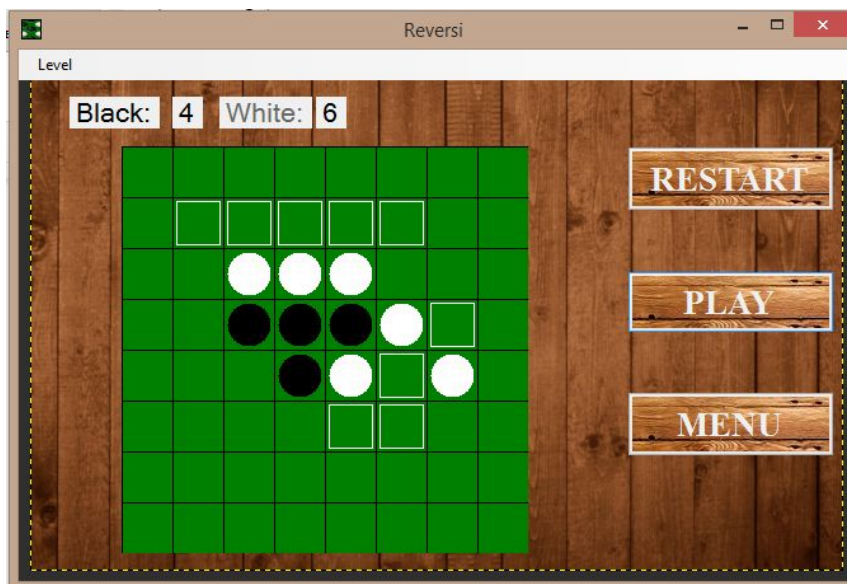 Reversi
Level
Black: 4 White: 6
RESTART
PLAY
MENU